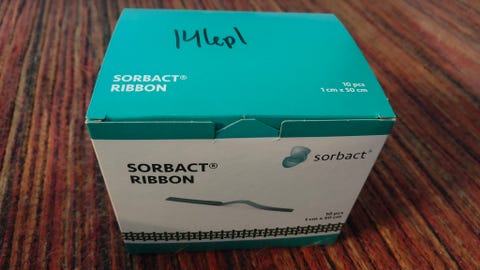 14kpl
SORBACT®
RIBBON
10 pcs
1 cm x 50 cm
SORBACT®
RIBBON
sorbact®
10 pcs
1 cm x 50 cm